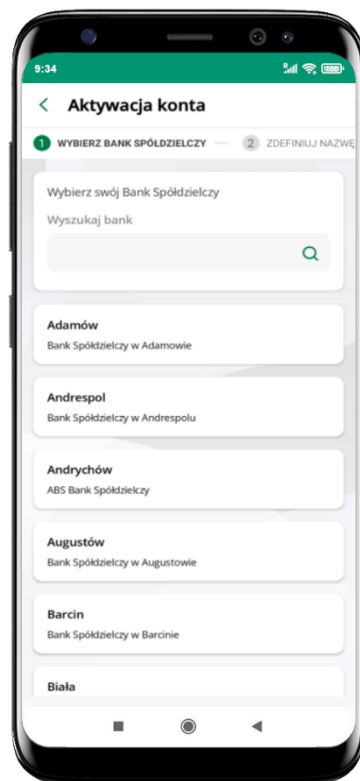 9:34
Aktywacja konta
1 WYBIERZ BANK SPÓŁDZIELCZY
2 ZDEFINIUJ NAZWĘ
Wybierz swój Bank Spółdzielczy
Wyszukaj bank
Adamów
Bank Spółdzielczy w Adamowie
Andrespol
Bank Spółdzielczy w Andrespolu
Andrychów
ABS Bank Spółdzielczy
Augustów
Bank Spółdzielczy w Augustowie
Barcin
Bank Spółdzielczy w Barcinie
Biała